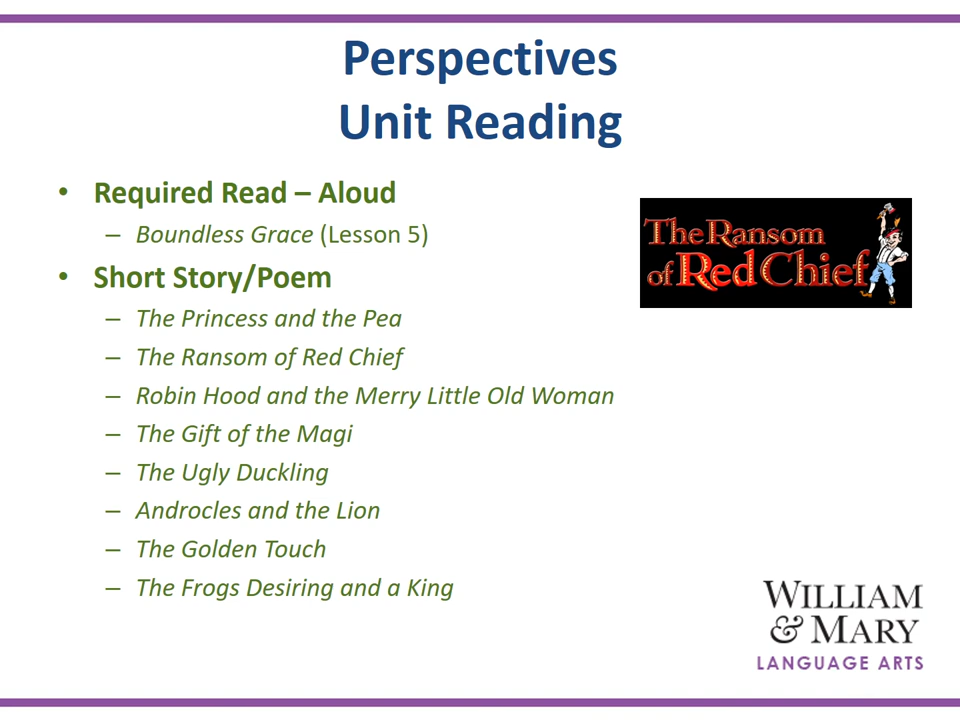 Perspectives
Unit Reading
• Required Read – Aloud
– Boundless Grace (Lesson 5)
• Short Story/Poem
– The Princess and the Pea
– The Ransom of Red Chief
– Robin Hood and the Merry Little Old Woman
– The Gift of the Magi
– The Ugly Duckling
– Androcles and the Lion
– The Golden Touch
– The Frogs Desiring and a King
The Ransom
of Red Chief
WILLIAM
& MARY
LANGUAGE ARTS